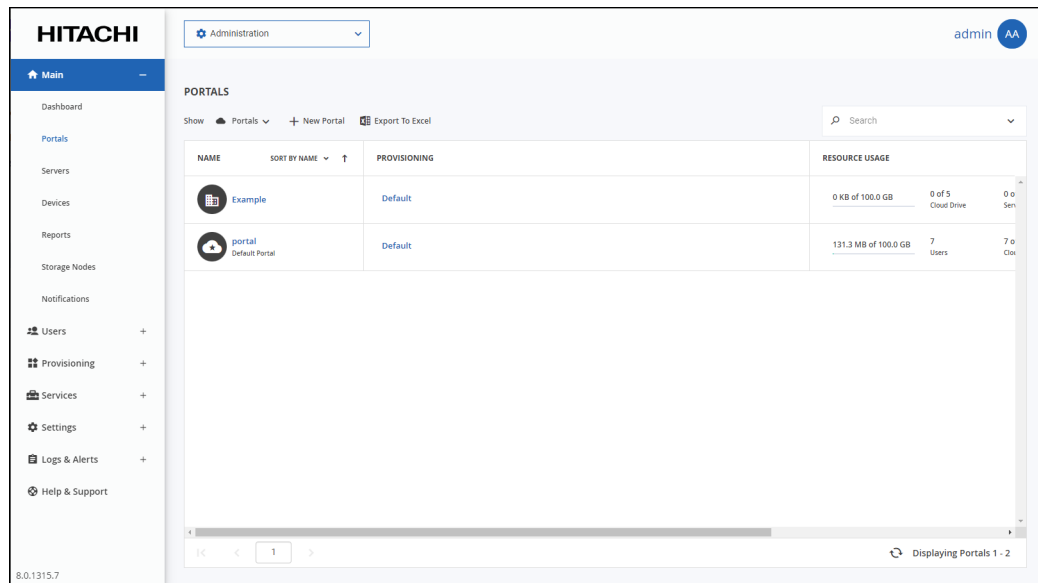 HITACHI
Administration
admin
AA
Main
Dashboard
Portals
Servers
Devices
Reports
Storage Nodes
Notifications
Users
Provisioning
Services
Settings
Logs & Alerts
Help & Support
8.0.1315.7
PORTALS
Show Portals New Portal Export To Excel
Search
NAME SORT BY NAME PROVISIONING RESOURCE USAGE
Example Default 0 KB of 100.0 GB 0 of 5
Cloud Drive
portal Default 131.3 MB of 100.0 GB 7
Default Portal Users
1
Displaying Portals 1 - 2